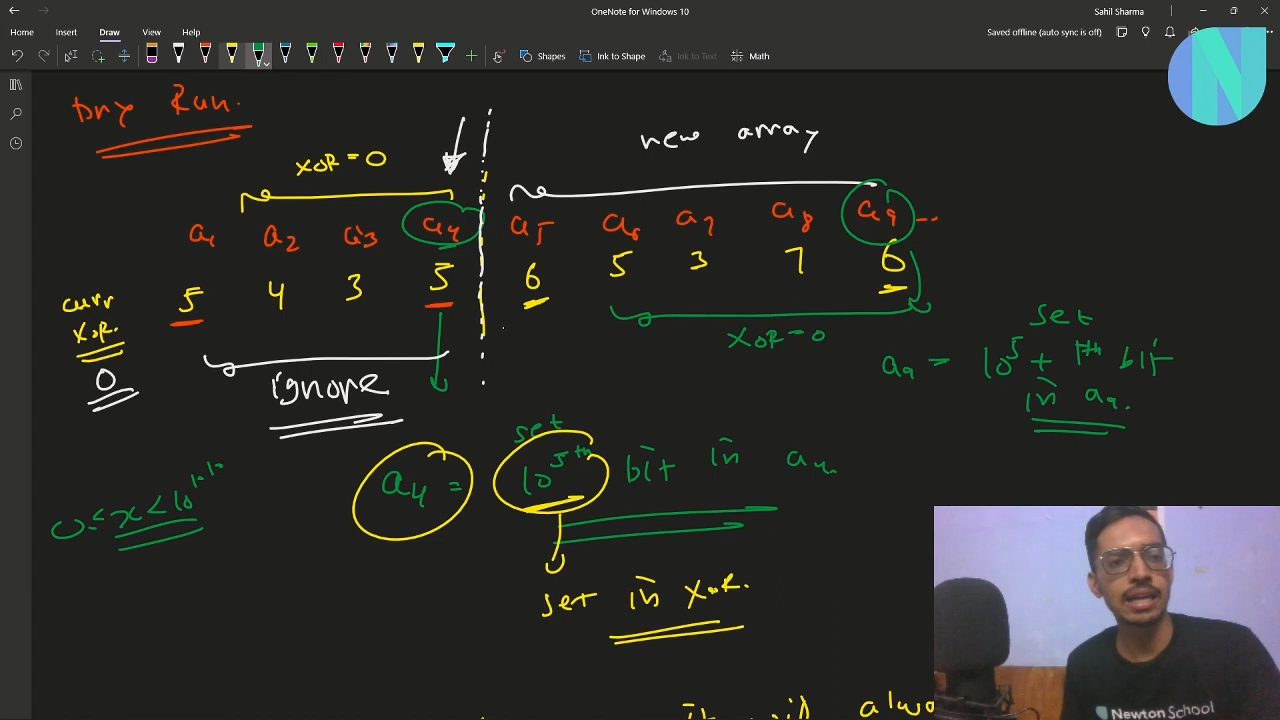 OneNote for Windows 10
Sahil Sharma
Home Insert Draw View Help
Saved offline (auto sync is off)
Shapes Ink to Shape Ink to Text Math
Dry Run.
new array
XOR = 0
a1 a2 a3 a4 a5 a6 a7 a8 a9 --
5 4 3 5 6 5 3 7 6
curr
XOR.
0
ignore
XOR = 0
set
a9 = 10^5 + 1th bit
in a9.
set
a4 = 10^5th bit in a4
set in XOR.
N
Newton School